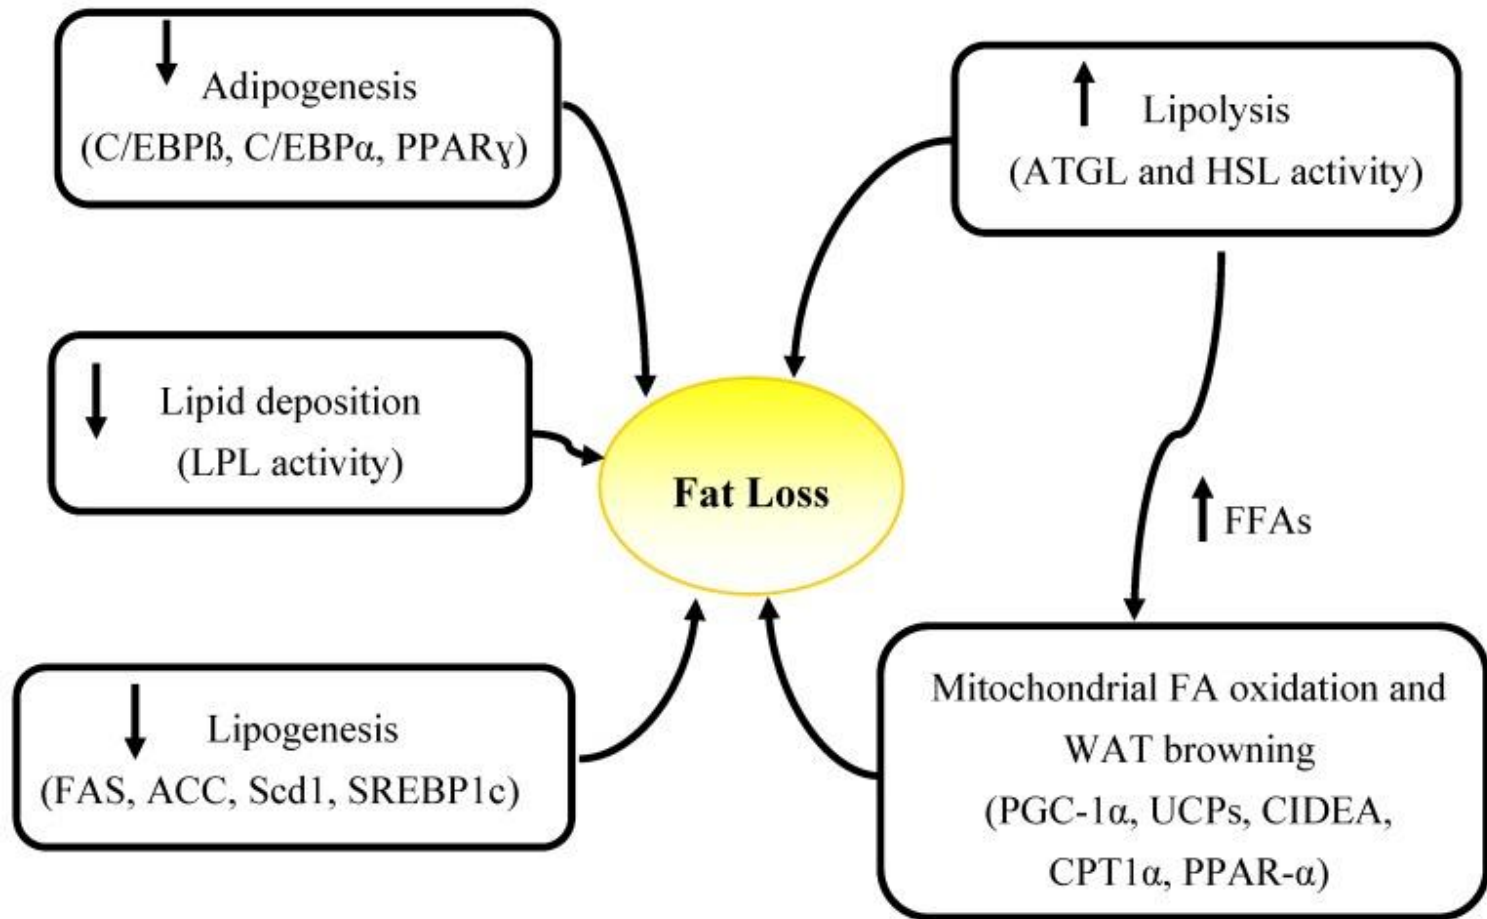 Adipogenesis
(C/EBPß, C/EBPα, PPARɣ)
Lipolysis
(ATGL and HSL activity)
Lipid deposition
(LPL activity)
Fat Loss
FFAs
Lipogenesis
(FAS, ACC, Scd1, SREBP1c)
Mitochondrial FA oxidation and
WAT browning
(PGC-1α, UCPs, CIDEA,
CPT1α, PPAR-α)